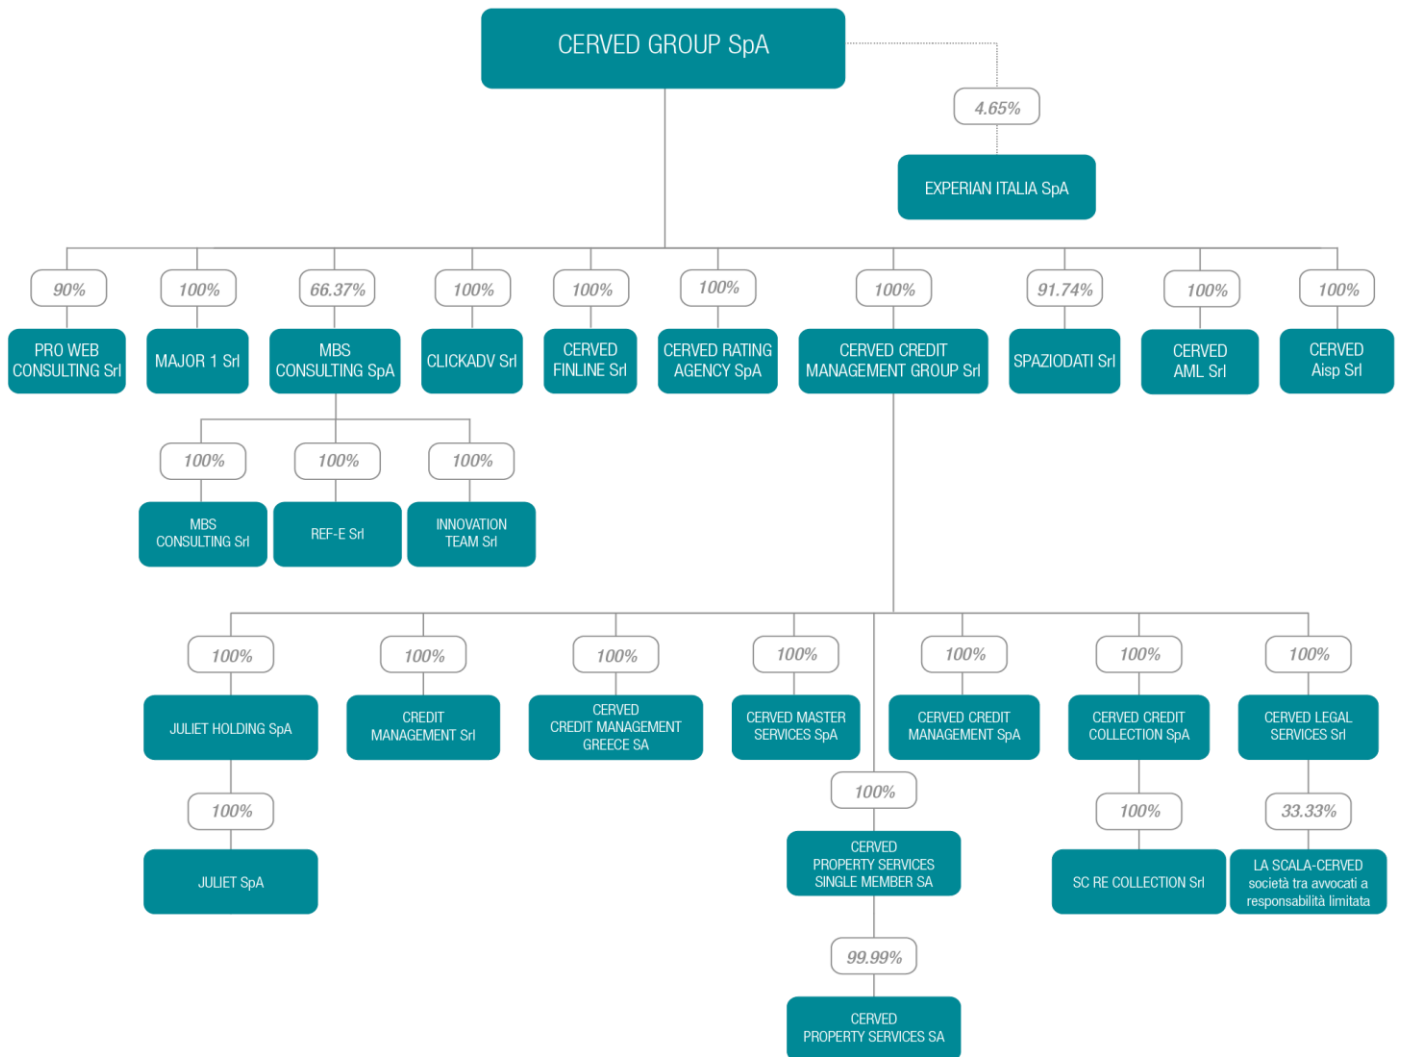 CERVED GROUP SpA
4.65%
EXPERIAN ITALIA SpA
90%
100%
66.37%
100%
100%
100%
100%
91.74%
100%
100%
PRO WEB
CONSULTING Srl
MAJOR 1 Srl
MBS
CONSULTING SpA
CLICKADV Srl
CERVED
FINLINE Srl
CERVED RATING
AGENCY SpA
CERVED CREDIT
MANAGEMENT GROUP Srl
SPAZIODATI Srl
CERVED
AML Srl
CERVED
Aisp Srl
100%
100%
100%
MBS
CONSULTING Srl
REF-E Srl
INNOVATION
TEAM Srl
100%
100%
100%
100%
100%
100%
100%
JULIET HOLDING SpA
CREDIT
MANAGEMENT Srl
CERVED
CREDIT MANAGEMENT
GREECE SA
CERVED MASTER
SERVICES SpA
CERVED CREDIT
MANAGEMENT SpA
CERVED CREDIT
COLLECTION SpA
CERVED LEGAL
SERVICES Srl
100%
100%
100%
33.33%
JULIET SpA
CERVED
PROPERTY SERVICES
SINGLE MEMBER SA
SC RE COLLECTION Srl
LA SCALA-CERVED
società tra avvocati a
responsabilità limitata
99.99%
CERVED
PROPERTY SERVICES SA